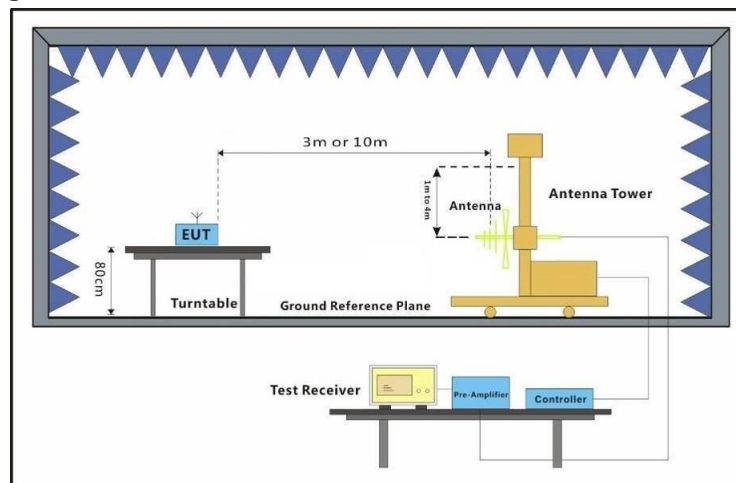 3m or 10m
1m to 4m
Antenna
Antenna Tower
EUT
80cm
Turntable
Ground Reference Plane
Test Receiver
Pre-Amplifier
Controller